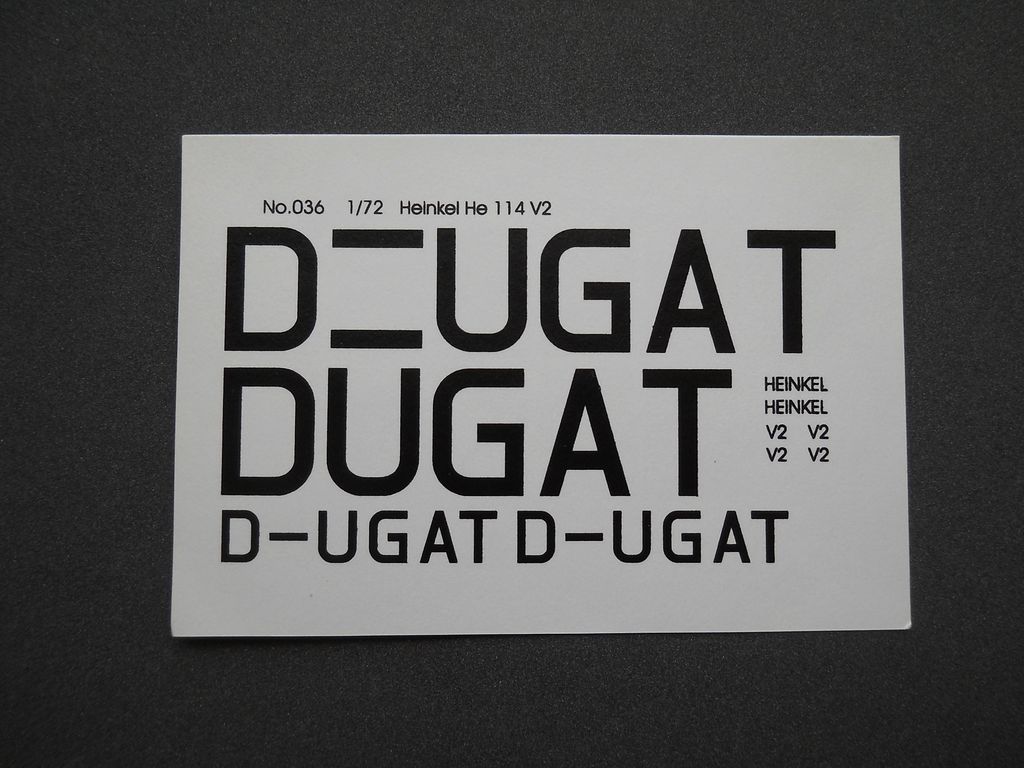 No.036 1/72 Heinkel He 114 V2
D–UGAT
DUGAT
HEINKEL
HEINKEL
V2 V2
V2 V2
D–UGAT D–UGAT